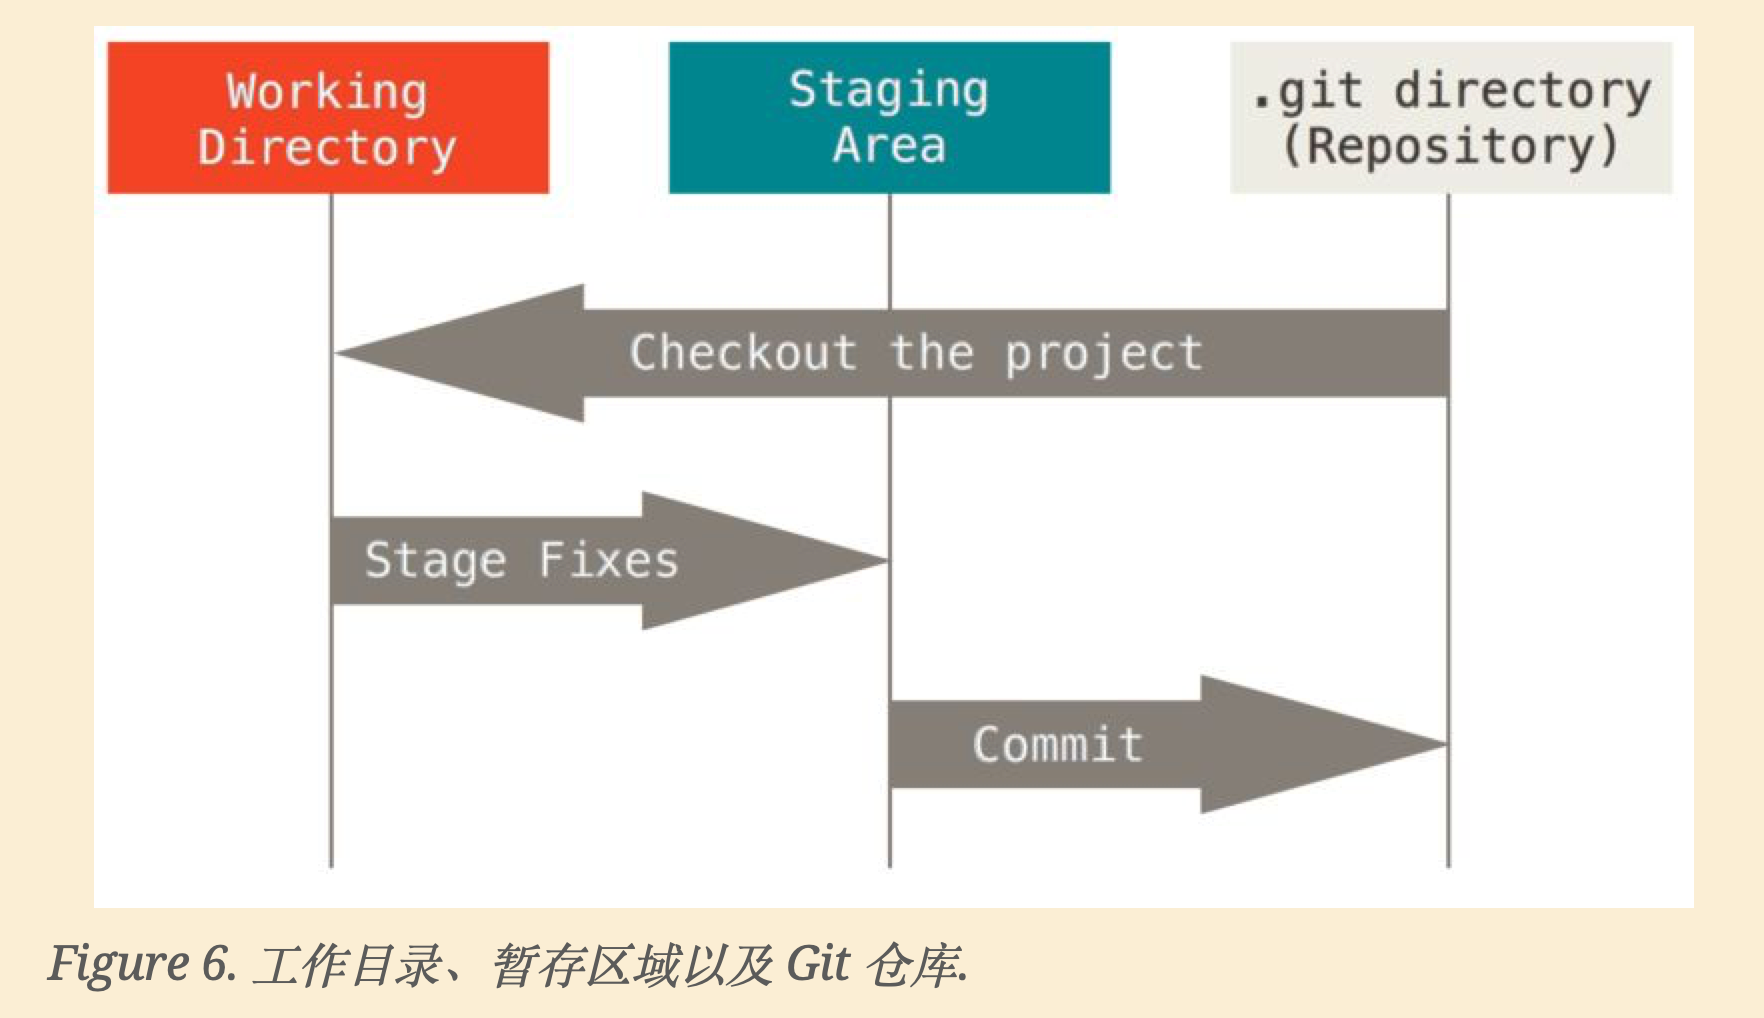 Working
Directory
Staging
Area
.git directory
(Repository)
Checkout the project
Stage Fixes
Commit
Figure 6. 工作目录、暂存区域以及 Git 仓库.